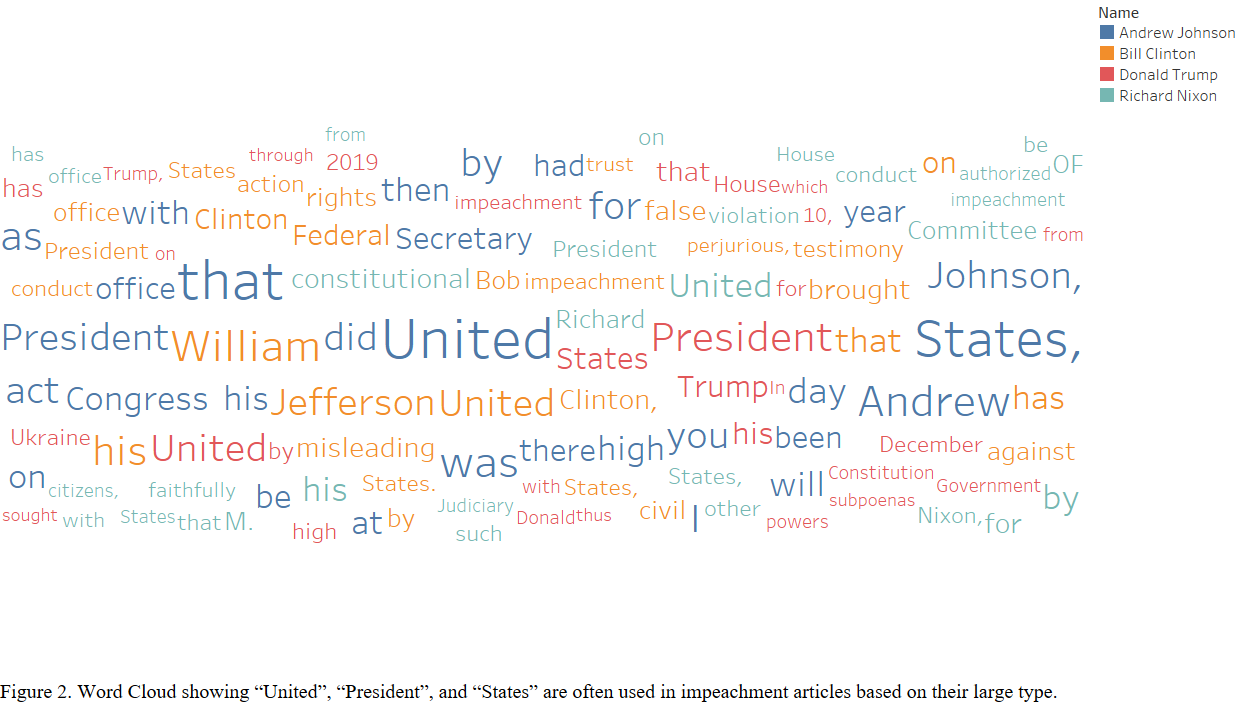 Name
Andrew Johnson
Bill Clinton
Donald Trump
Richard Nixon
from on be
has through 2019 by had trust that House on OF
office Trump, States action House which conduct authorized
has rights then impeachment for false violation 10, year impeachment
office with Clinton Federal Secretary President perjurious, testimony Committee from
as President on
conduct office that constitutional Bob impeachment United for brought Johnson,
President William did United Richard President that States,
States
act Congress his Jefferson United Clinton, Trump In day Andrew has
Ukraine his United by misleading was there high you his been December against
on citizens, faithfully be his States. with States, States, will Constitution Government by
sought with States that M. high at by Judiciary Donald thus civil I other powers subpoenas Nixon, for
such
Figure 2. Word Cloud showing “United”, “President”, and “States” are often used in impeachment articles based on their large type.